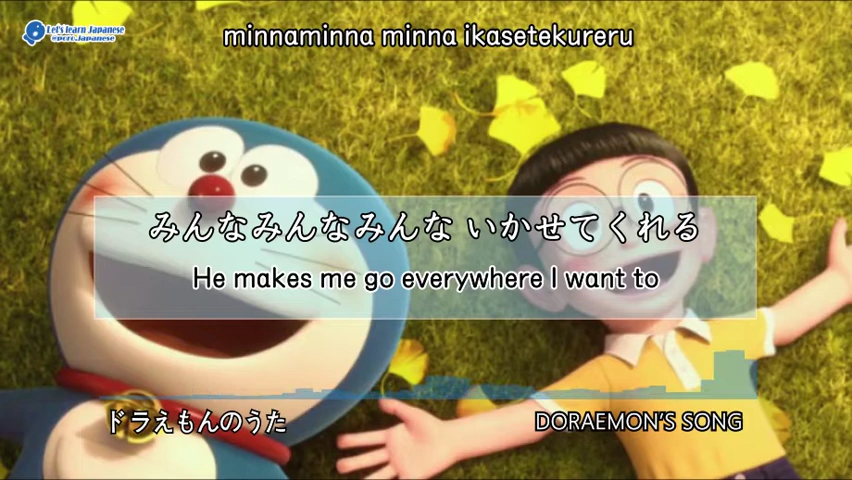 Let's learn Japanese
@poro.Japanese
minnaminna minna ikasetekureru
みんなみんなみんな いかせてくれる
He makes me go everywhere I want to
ドラえもんのうた
DORAEMON'S SONG